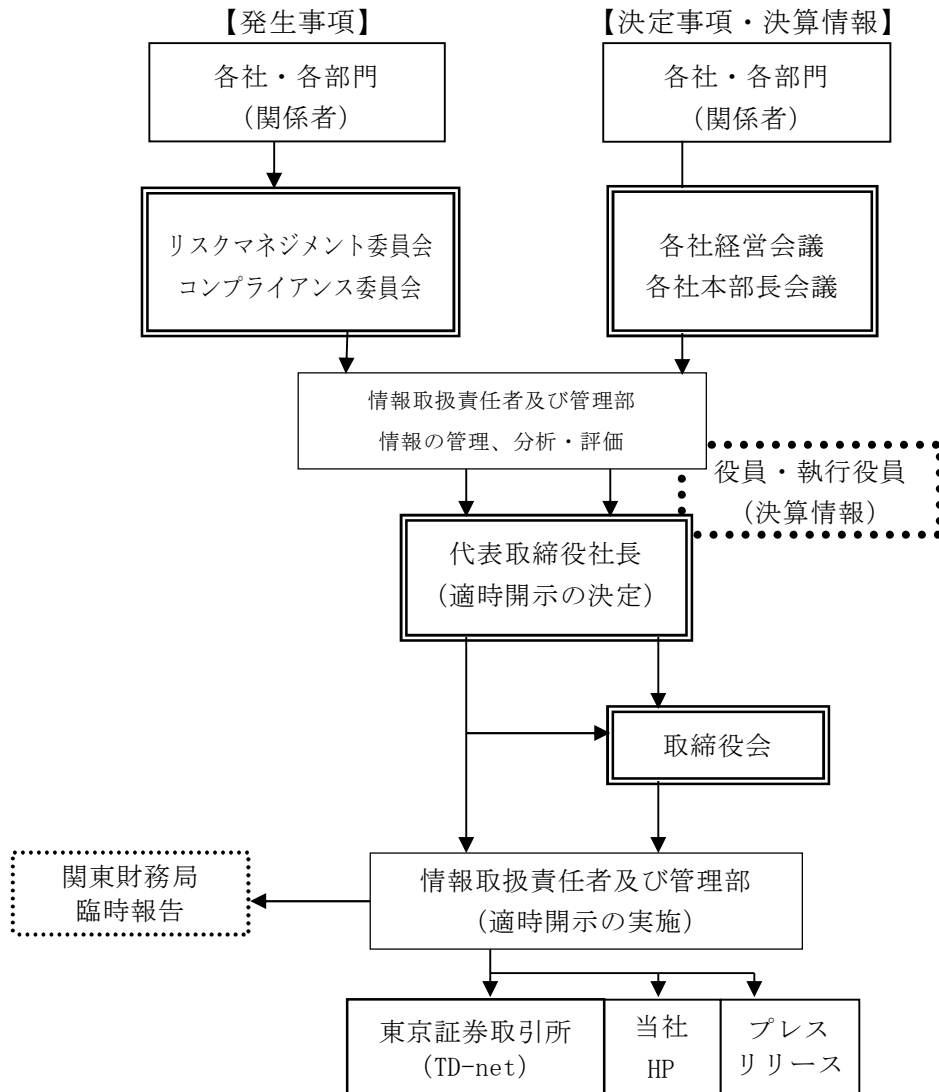 【発生事項】
【決定事項・決算情報】
各社・各部門
(関係者)
各社・各部門
(関係者)
リスクマネジメント委員会
コンプライアンス委員会
各社経営会議
各社本部長会議
情報取扱責任者及び管理部
情報の管理、分析・評価
役員・執行役員
(決算情報)
代表取締役社長
(適時開示の決定)
取締役会
関東財務局
臨時報告
情報取扱責任者及び管理部
(適時開示の実施)
東京証券取引所
(TD-net)
当社
HP
プレス
リリース